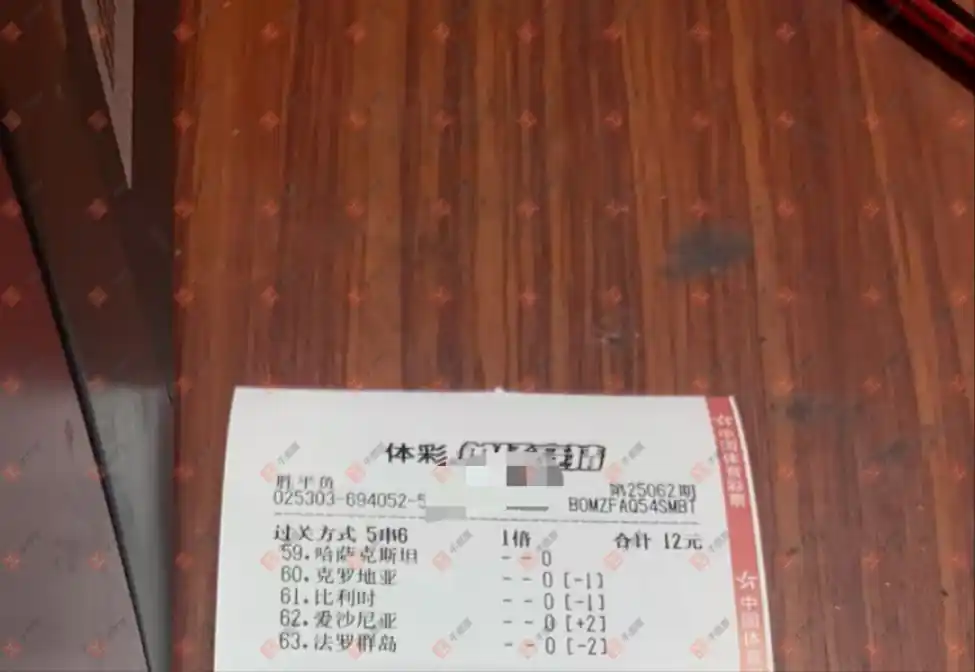 体彩
胜平负
第25062期
025303-694052-5
BOMZFAQ54SMBT
过关方式 5串6 1倍 合计 12元
59.哈萨克斯坦 --0
60.克罗地亚 --0[-1]
61.比利时 --0[-1]
62.爱沙尼亚 --0[+2]
63.法罗群岛 --0[-2]
中国体育彩票
中国体